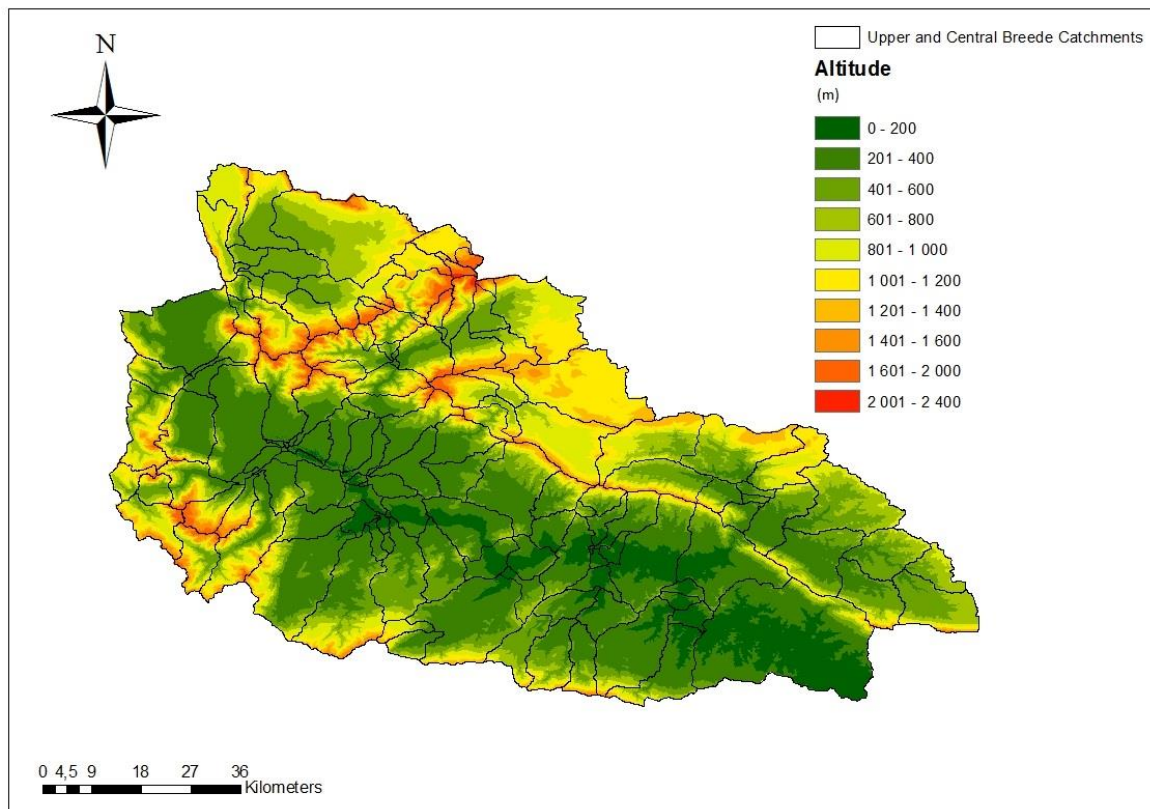 N
Upper and Central Breede Catchments
Altitude
(m)
0 - 200
201 - 400
401 - 600
601 - 800
801 - 1 000
1 001 - 1 200
1 201 - 1 400
1 401 - 1 600
1 601 - 2 000
2 001 - 2 400
0 4,5 9 18 27 36
Kilometers